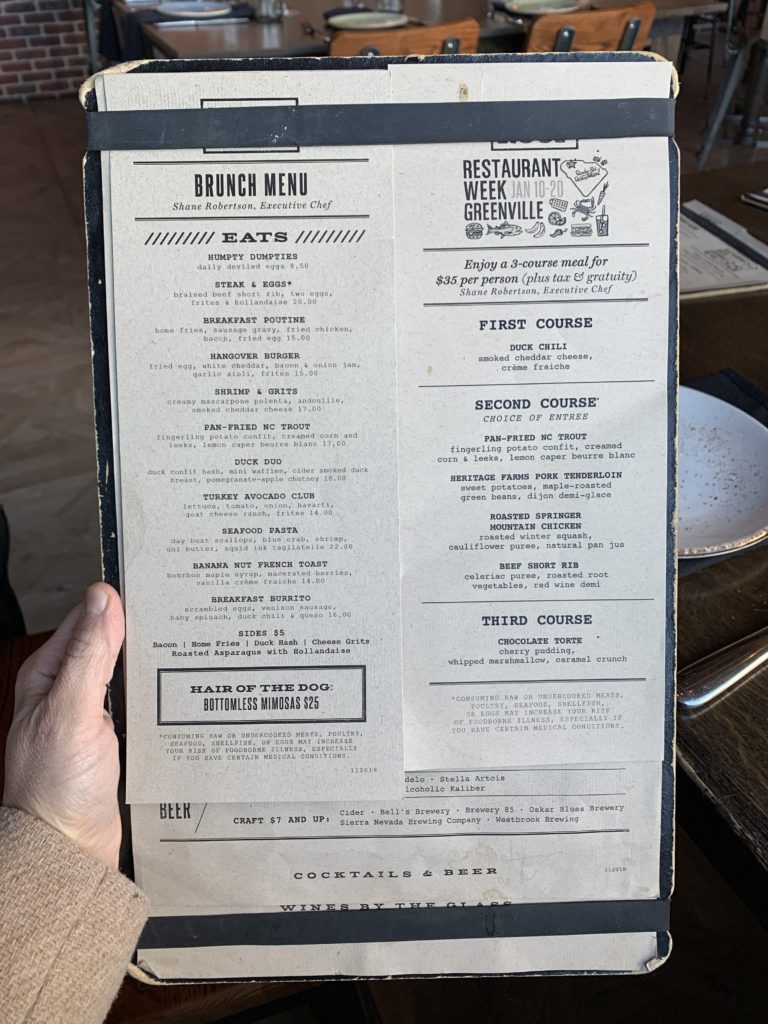 BRUNCH MENU
Shane Robertson, Executive Chef
EATS
HUMPTY DUMPTIES
daily deviled eggs 8.50
STEAK & EGGS*
braised beef short rib, two eggs,
frites & hollandaise 20.00
BREAKFAST POUTINE
home fries, sausage gravy, fried chicken,
bacon, fried egg 15.00
HANGOVER BURGER
fried egg, white cheddar, bacon & onion jam,
garlic aioli, frites 15.00
SHRIMP & GRITS
creamy mascarpone polenta, andouille,
smoked cheddar cheese 17.00
PAN-FRIED NC TROUT
fingerling potato confit, creamed corn and
leeks, lemon caper beurre blanc 17.00
DUCK DUO
duck confit hash, mini waffles, cider smoked duck
breast, pomegranate-apple chutney 18.00
TURKEY AVOCADO CLUB
lettuce, tomato, onion, havarti,
goat cheese ranch, frites 14.00
SEAFOOD PASTA
day boat scallops, blue crab, shrimp,
uni butter, squid ink tagliatelle 22.00
BANANA NUT FRENCH TOAST
bourbon maple syrup, macerated berries,
vanilla crème fraiche 14.00
BREAKFAST BURRITO
scrambled eggs, venison sausage,
baby spinach, duck chili & queso 16.00
SIDES $5
Bacon | Home Fries | Duck Hash | Cheese Grits
Roasted Asparagus with Hollandaise
HAIR OF THE DOG:
BOTTOMLESS MIMOSAS $25
*CONSUMING RAW OR UNDERCOOKED MEATS, POULTRY,
SEAFOOD, SHELLFISH, OR EGGS MAY INCREASE
YOUR RISK OF FOODBORNE ILLNESS, ESPECIALLY
IF YOU HAVE CERTAIN MEDICAL CONDITIONS.
112018
RESTAURANT
WEEK JAN 10-20
GREENVILLE
Enjoy a 3-course meal for
$35 per person (plus tax & gratuity)
Shane Robertson, Executive Chef
FIRST COURSE
DUCK CHILI
smoked cheddar cheese,
crème fraiche
SECOND COURSE*
CHOICE OF ENTREE
PAN-FRIED NC TROUT
fingerling potato confit, creamed
corn & leeks, lemon caper beurre blanc
HERITAGE FARMS PORK TENDERLOIN
sweet potatoes, maple-roasted
green beans, dijon demi-glace
ROASTED SPRINGER
MOUNTAIN CHICKEN
roasted winter squash,
cauliflower puree, natural pan jus
BEEF SHORT RIB
celeriac puree, roasted root
vegetables, red wine demi
THIRD COURSE
CHOCOLATE TORTE
cherry pudding,
whipped marshmallow, caramel crunch
*CONSUMING RAW OR UNDERCOOKED MEATS,
POULTRY, SEAFOOD, SHELLFISH,
OR EGGS MAY INCREASE YOUR RISK
OF FOODBORNE ILLNESS, ESPECIALLY IF
YOU HAVE CERTAIN MEDICAL CONDITIONS.
delo · Stella Artois
lcoholic Kaliber
BEER
CRAFT $7 AND UP: Cider · Bell's Brewery · Brewery 85 · Oskar Blues Brewery
Sierra Nevada Brewing Company · Westbrook Brewing
COCKTAILS & BEER
112018
WINES BY THE GLASS